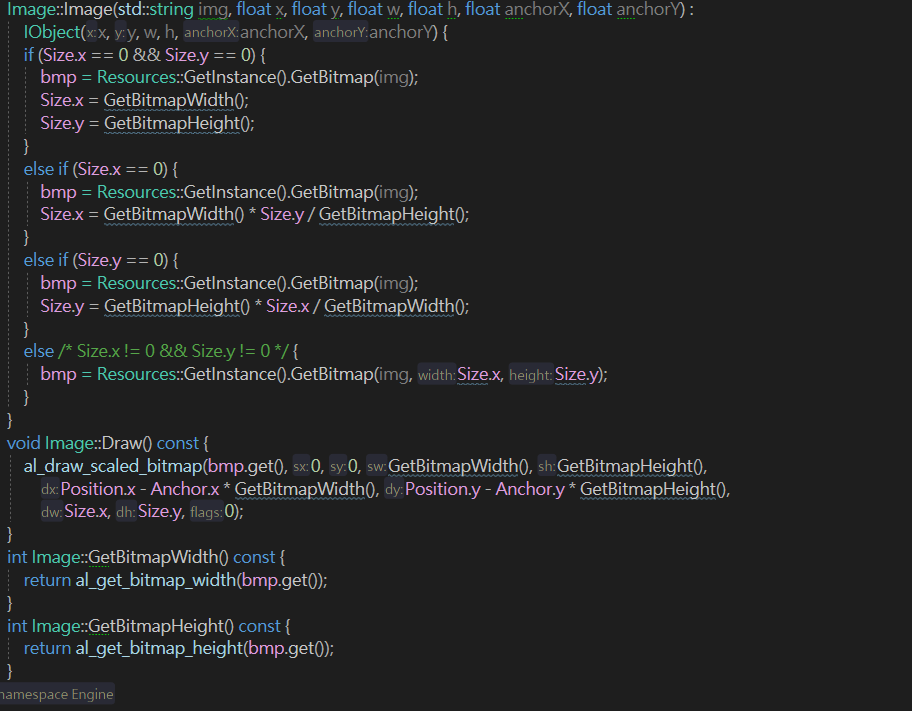 Image::Image(std::string img, float x, float y, float w, float h, float anchorX, float anchorY) :
IObject(x:x, y:y, w, h, anchorX:anchorX, anchorY:anchorY) {
if (Size.x == 0 && Size.y == 0) {
bmp = Resources::GetInstance().GetBitmap(img);
Size.x = GetBitmapWidth();
Size.y = GetBitmapHeight();
}
else if (Size.x == 0) {
bmp = Resources::GetInstance().GetBitmap(img);
Size.x = GetBitmapWidth() * Size.y / GetBitmapHeight();
}
else if (Size.y == 0) {
bmp = Resources::GetInstance().GetBitmap(img);
Size.y = GetBitmapHeight() * Size.x / GetBitmapWidth();
}
else /* Size.x != 0 && Size.y != 0 */ {
bmp = Resources::GetInstance().GetBitmap(img, width:Size.x, height:Size.y);
}
}
void Image::Draw() const {
al_draw_scaled_bitmap(bmp.get(), sx:0, sy:0, sw:GetBitmapWidth(), sh:GetBitmapHeight(),
dx:Position.x - Anchor.x * GetBitmapWidth(), dy:Position.y - Anchor.y * GetBitmapHeight(),
dw:Size.x, dh:Size.y, flags:0);
}
int Image::GetBitmapWidth() const {
return al_get_bitmap_width(bmp.get());
}
int Image::GetBitmapHeight() const {
return al_get_bitmap_height(bmp.get());
}
namespace Engine